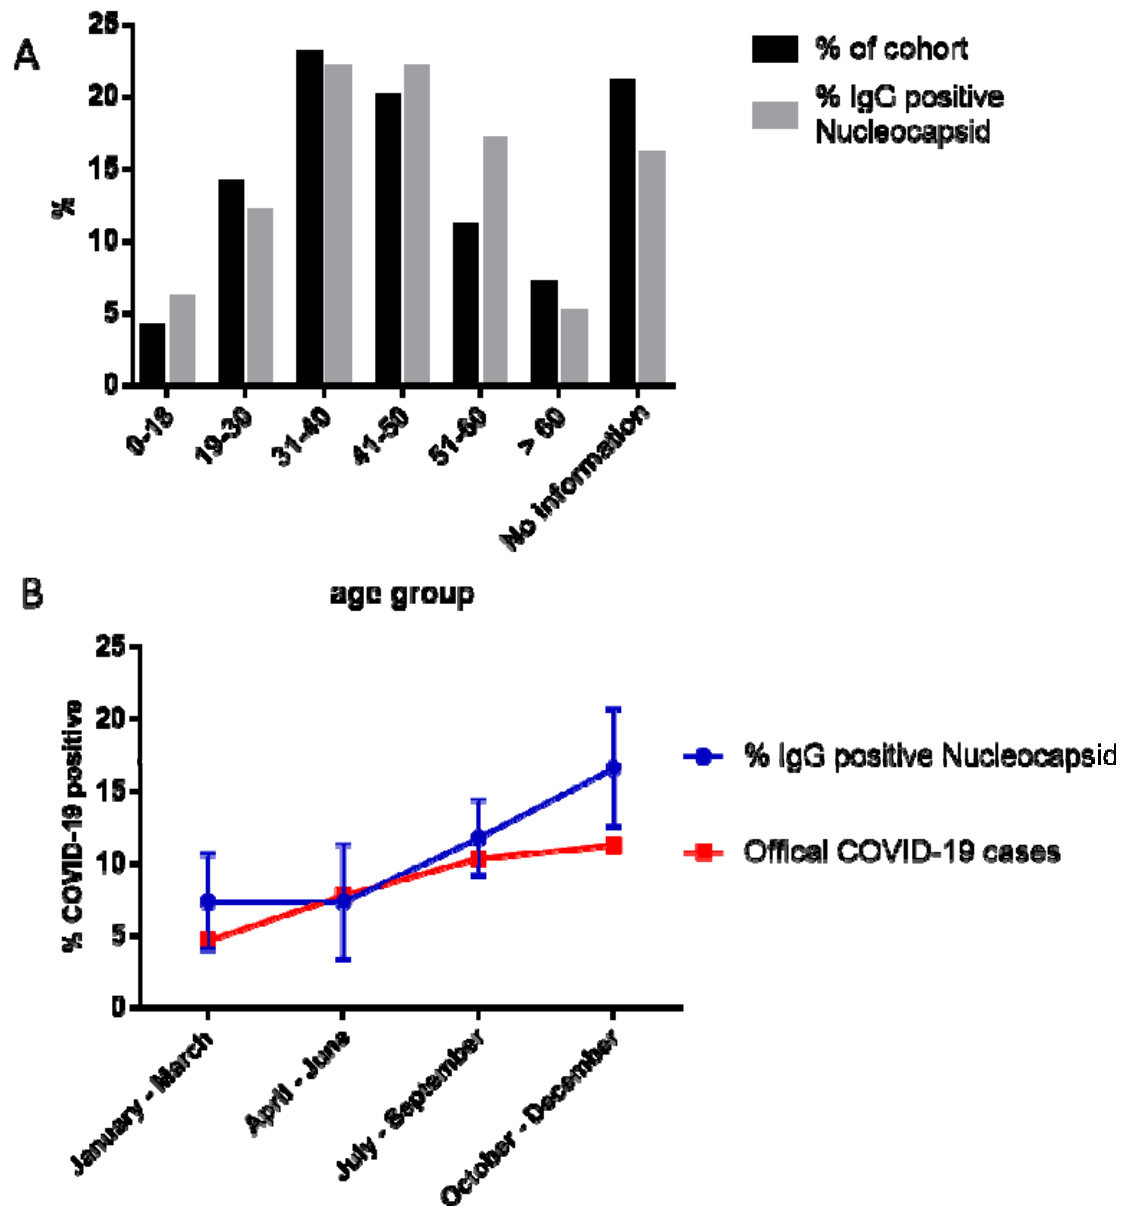 A
25
20
15
10
5
0
%
0-18
19-30
31-40
41-50
51-60
> 60
No information
% of cohort
% IgG positive
Nucleocapsid
age group
B
25
20
15
10
5
0
% COVID-19 positive
January - March
April - June
July - September
October - December
% IgG positive Nucleocapsid
Offical COVID-19 cases